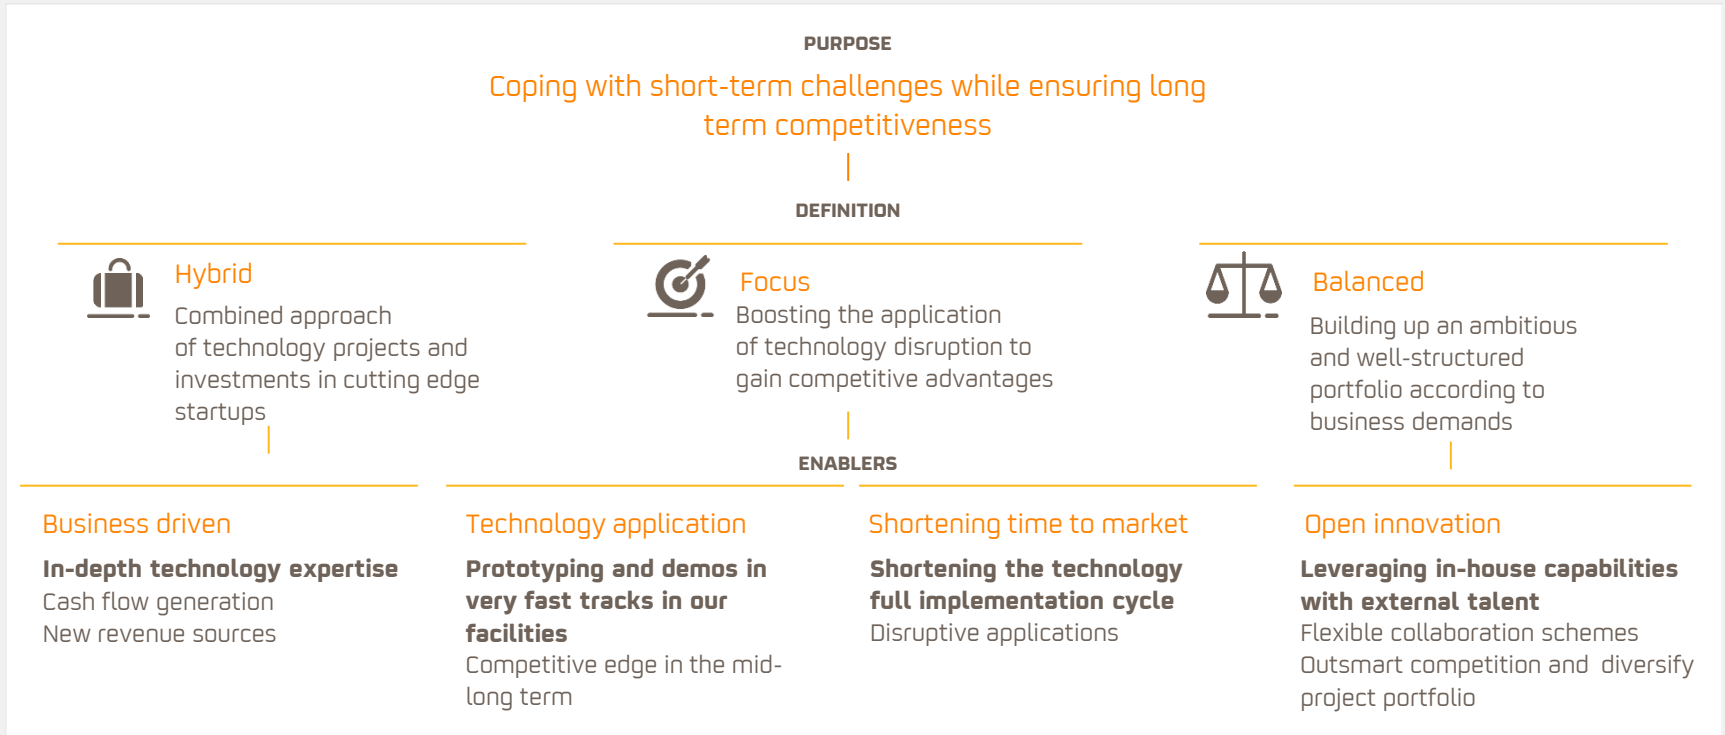 PURPOSE
Coping with short-term challenges while ensuring long
term competitiveness
DEFINITION
Hybrid
Combined approach
of technology projects and
investments in cutting edge
startups
Focus
Boosting the application
of technology disruption to
gain competitive advantages
Balanced
Building up an ambitious
and well-structured
portfolio according to
business demands
ENABLERS
Business driven
In-depth technology expertise
Cash flow generation
New revenue sources
Technology application
Prototyping and demos in
very fast tracks in our
facilities
Competitive edge in the mid-
long term
Shortening time to market
Shortening the technology
full implementation cycle
Disruptive applications
Open innovation
Leveraging in-house capabilities
with external talent
Flexible collaboration schemes
Outsmart competition and  diversify
project portfolio